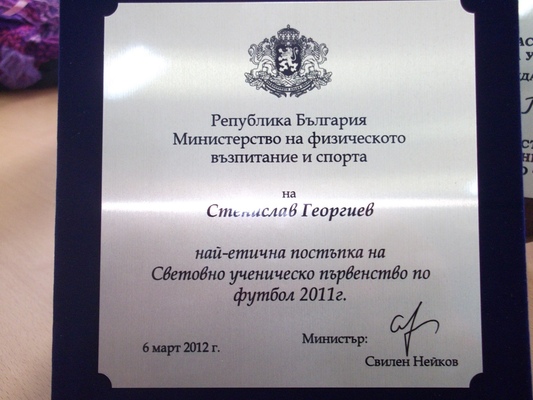 Република България
Министерство на физическото
възпитание и спорта
на
Станислав Георгиев
най-етична постъпка на
Световно ученическо първенство по
футбол 2011г.
Министър:
6 март 2012 г.
Свилен Нейков